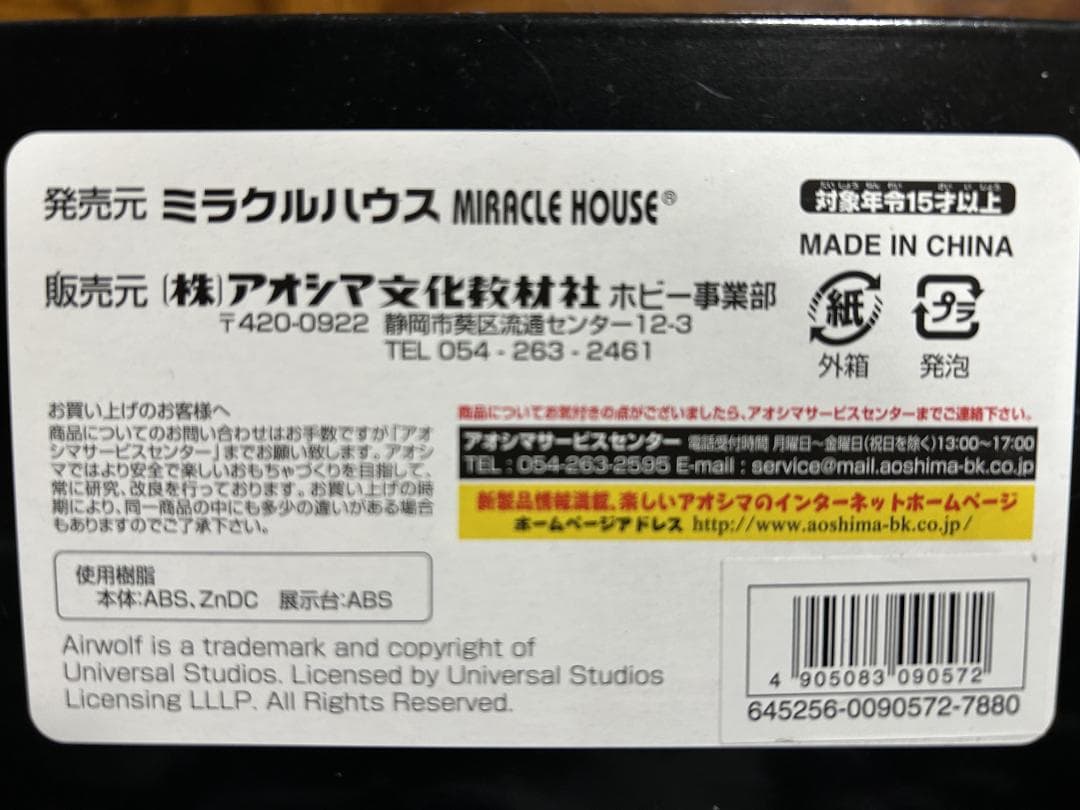 発売元 ミラクルハウス MIRACLE HOUSE®
たいしょうねんれい さい いじょう
対象年令15才以上
MADE IN CHINA
販売元 (株)アオシマ文化教材社 ホビー事業部
〒420-0922 静岡市葵区流通センター12-3
TEL 054-263-2461
紙
外箱
プラ
発泡
お買い上げのお客様へ
商品についてのお問い合わせはお手数ですが「アオ
シマサービスセンター」までお願い致します。アオシ
マではより安全で楽しいおもちゃづくりを目指して、
常に研究、改良を行っております。お買い上げの時
期により、同一商品の中にも多少の違いがある場合
もありますのでご了承下さい。
商品についてお気付きの点がございましたら、アオシマサービスセンターまでご連絡下さい。
アオシマサービスセンター 電話受付時間 月曜日〜金曜日(祝日を除く)13:00〜17:00
TEL:054-263-2595 E-mail:service@mail.aoshima-bk.co.jp
新製品情報満載、楽しいアオシマのインターネットホームページ
ホームページアドレス http://www.aoshima-bk.co.jp/
使用樹脂
本体:ABS、ZnDC 展示台:ABS
Airwolf is a trademark and copyright of
Universal Studios. Licensed by Universal Studios
Licensing LLLP. All Rights Reserved.
4 905083 090572
645256-0090572-7880